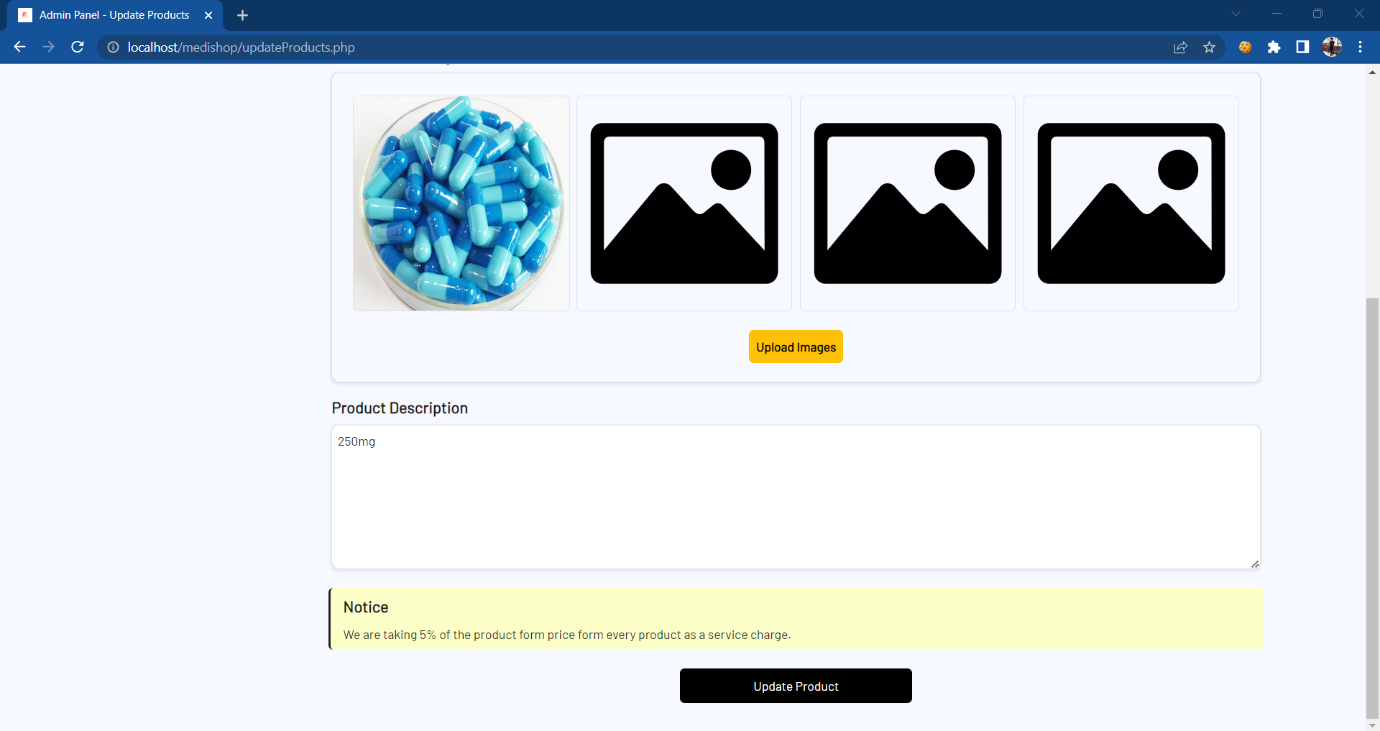 Admin Panel - Update Products
localhost/medishop/updateProducts.php
Upload Images
Product Description
250mg
Notice
We are taking 5% of the product form price form every product as a service charge.
Update Product